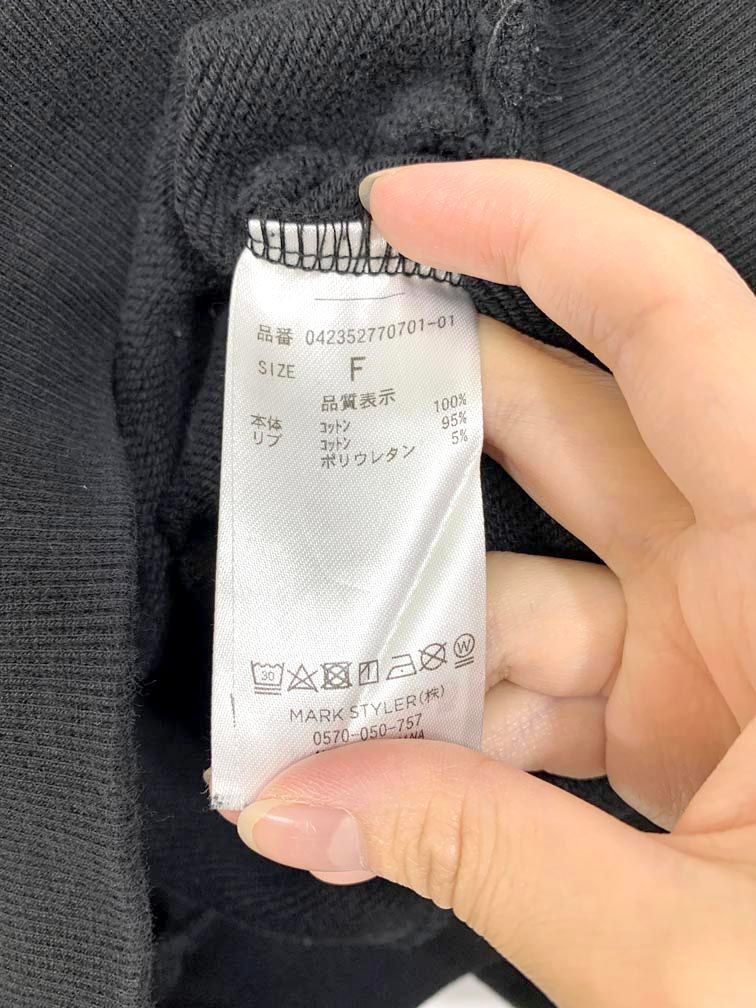 品番 042352770701-01
SIZE F
品質表示
本体 コットン 100%
リブ コットン 95%
ポリウレタン 5%
30 W
MARK STYLER(株)
0570-050-757